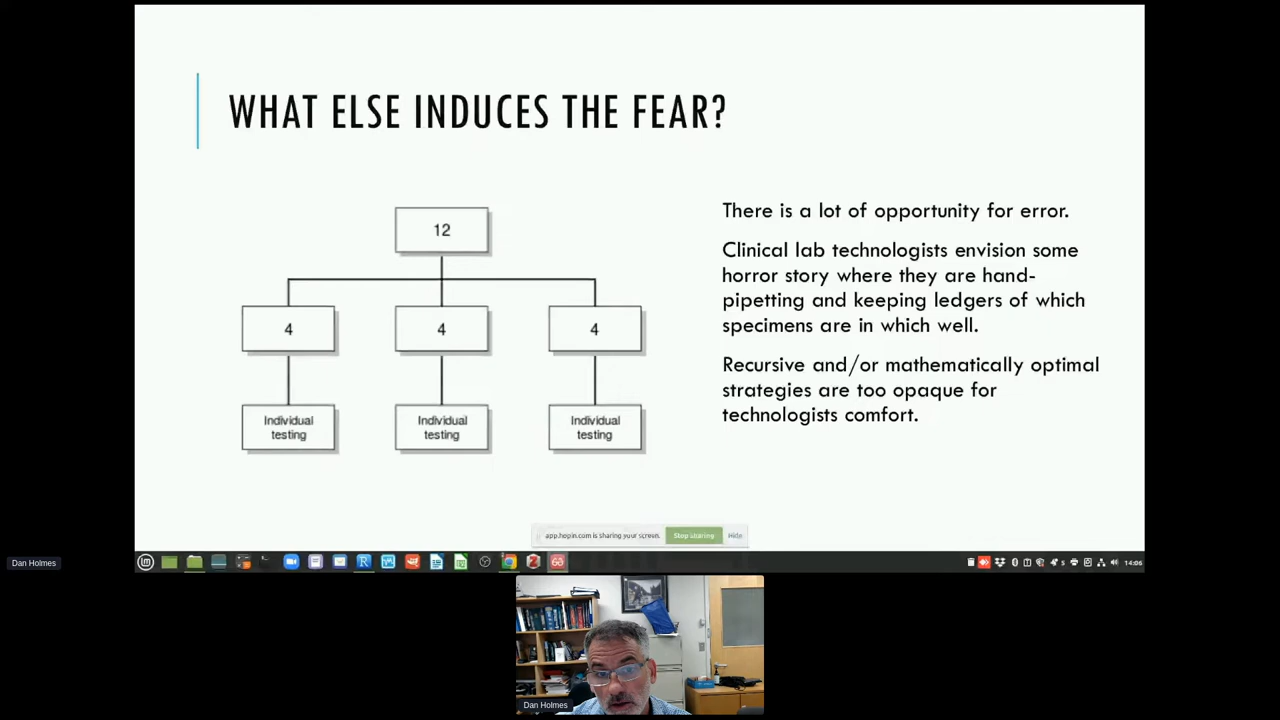 WHAT ELSE INDUCES THE FEAR?
12
4
4
4
Individual
testing
Individual
testing
Individual
testing
There is a lot of opportunity for error.
Clinical lab technologists envision some
horror story where they are hand-
pipetting and keeping ledgers of which
specimens are in which well.
Recursive and/or mathematically optimal
strategies are too opaque for
technologists comfort.
app.hopin.com is sharing your screen.
Stop sharing
Hide
14:06
Dan Holmes
Dan Holmes